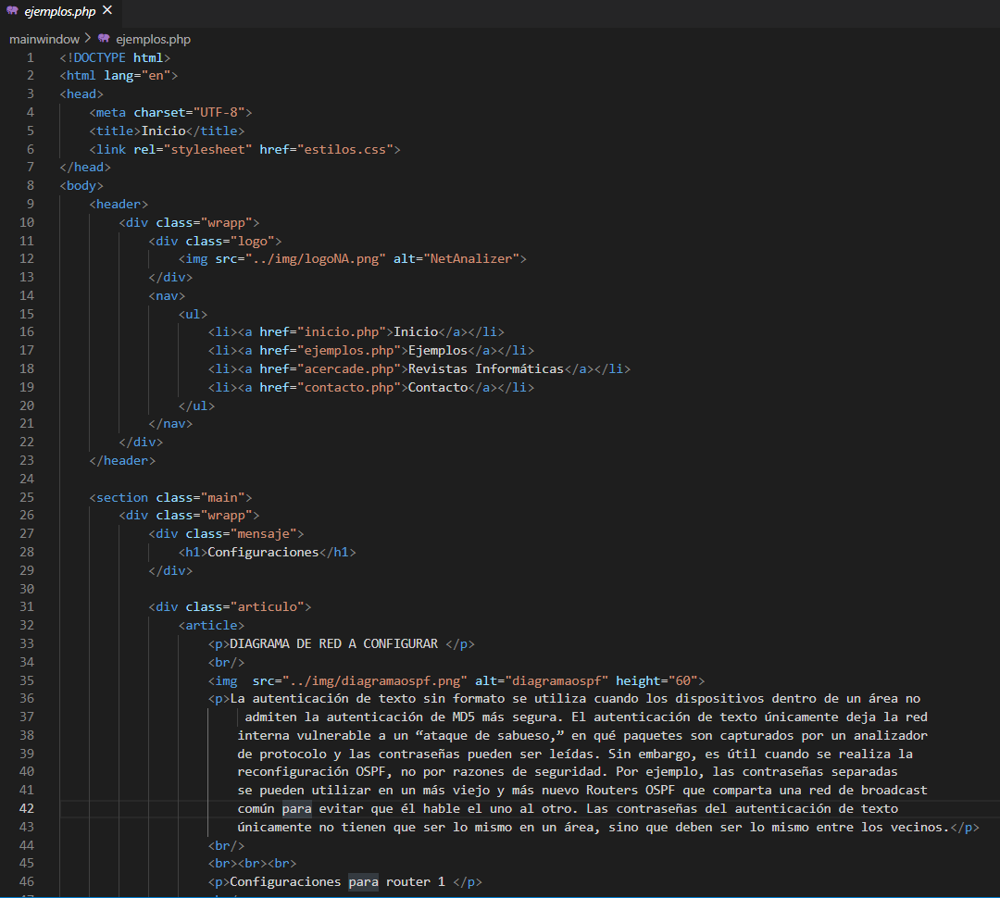 ejemplos.php ×
mainwindow > ejemplos.php
1 <!DOCTYPE html>
2 <html lang="en">
3 <head>
4 <meta charset="UTF-8">
5 <title>Inicio</title>
6 <link rel="stylesheet" href="estilos.css">
7 </head>
8 <body>
9 <header>
10 <div class="wrapp">
11 <div class="logo">
12 <img src="../img/logoNA.png" alt="NetAnalizer">
13 </div>
14 <nav>
15 <ul>
16 <li><a href="inicio.php">Inicio</a></li>
17 <li><a href="ejemplos.php">Ejemplos</a></li>
18 <li><a href="acercade.php">Revistas Informáticas</a></li>
19 <li><a href="contacto.php">Contacto</a></li>
20 </ul>
21 </nav>
22 </div>
23 </header>
24
25 <section class="main">
26 <div class="wrapp">
27 <div class="mensaje">
28 <h1>Configuraciones</h1>
29 </div>
30
31 <div class="articulo">
32 <article>
33 <p>DIAGRAMA DE RED A CONFIGURAR </p>
34 <br/>
35 <img  src="../img/diagramaospf.png" alt="diagramaospf" height="60">
36 <p>La autenticación de texto sin formato se utiliza cuando los dispositivos dentro de un área no
37 admiten la autenticación de MD5 más segura. El autenticación de texto únicamente deja la red
38 interna vulnerable a un “ataque de sabueso,” en qué paquetes son capturados por un analizador
39 de protocolo y las contraseñas pueden ser leídas. Sin embargo, es útil cuando se realiza la
40 reconfiguración OSPF, no por razones de seguridad. Por ejemplo, las contraseñas separadas
41 se pueden utilizar en un más viejo y más nuevo Routers OSPF que comparta una red de broadcast
42 común para evitar que él hable el uno al otro. Las contraseñas del autenticación de texto
43 únicamente no tienen que ser lo mismo en un área, sino que deben ser lo mismo entre los vecinos.</p>
44 <br/>
45 <br><br><br>
46 <p>Configuraciones para router 1 </p>